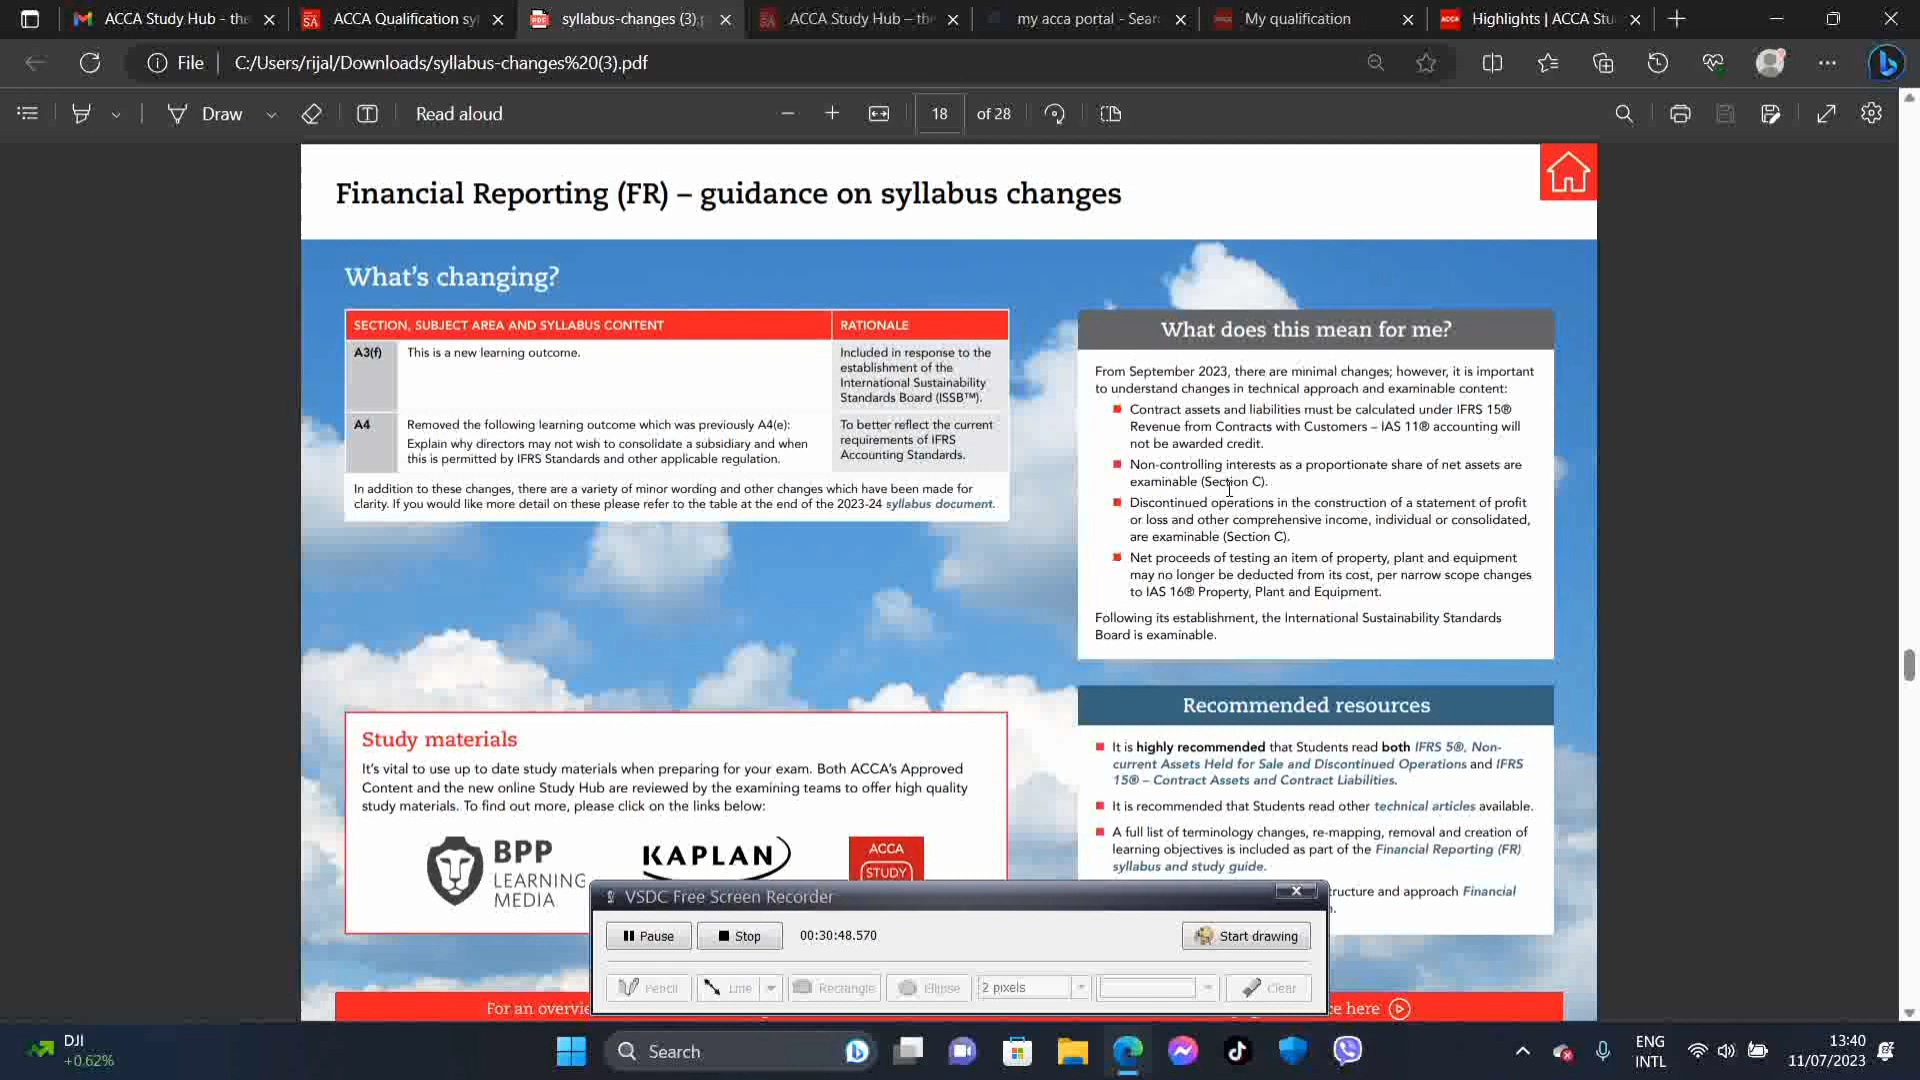 ACCA Study Hub - the
ACCA Qualification sy
syllabus-changes (3).p
ACCA Study Hub – the
my acca portal - Sear
My qualification
Highlights | ACCA Stu
File
C:/Users/rijal/Downloads/syllabus-changes%20(3).pdf
Draw
Read aloud
18
of 28
Financial Reporting (FR) – guidance on syllabus changes
What's changing?
SECTION, SUBJECT AREA AND SYLLABUS CONTENT
RATIONALE
A3(f)
This is a new learning outcome.
Included in response to the
establishment of the
International Sustainability
Standards Board (ISSB™).
A4
Removed the following learning outcome which was previously A4(e):
Explain why directors may not wish to consolidate a subsidiary and when
this is permitted by IFRS Standards and other applicable regulation.
To better reflect the current
requirements of IFRS
Accounting Standards.
In addition to these changes, there are a variety of minor wording and other changes which have been made for
clarity. If you would like more detail on these please refer to the table at the end of the 2023-24 syllabus document.
What does this mean for me?
From September 2023, there are minimal changes; however, it is important
to understand changes in technical approach and examinable content:
Contract assets and liabilities must be calculated under IFRS 15®
Revenue from Contracts with Customers – IAS 11® accounting will
not be awarded credit.
Non-controlling interests as a proportionate share of net assets are
examinable (Section C).
Discontinued operations in the construction of a statement of profit
or loss and other comprehensive income, individual or consolidated,
are examinable (Section C).
Net proceeds of testing an item of property, plant and equipment
may no longer be deducted from its cost, per narrow scope changes
to IAS 16® Property, Plant and Equipment.
Following its establishment, the International Sustainability Standards
Board is examinable.
Study materials
It's vital to use up to date study materials when preparing for your exam. Both ACCA's Approved
Content and the new online Study Hub are reviewed by the examining teams to offer high quality
study materials. To find out more, please click on the links below:
BPP
LEARNING
MEDIA
KAPLAN
ACCA
STUDY
Recommended resources
It is highly recommended that Students read both IFRS 5®, Non-
current Assets Held for Sale and Discontinued Operations and IFRS
15® – Contract Assets and Contract Liabilities.
It is recommended that Students read other technical articles available.
A full list of terminology changes, re-mapping, removal and creation of
learning objectives is included as part of the Financial Reporting (FR)
syllabus and study guide.
tructure and approach Financial
For an overvie
ce here
VSDC Free Screen Recorder
Pause
Stop
00:30:48.570
Start drawing
Pencil
Line
Rectangle
Ellipse
2 pixels
Clear
DJI
+0.62%
Search
ENG
INTL
13:40
11/07/2023